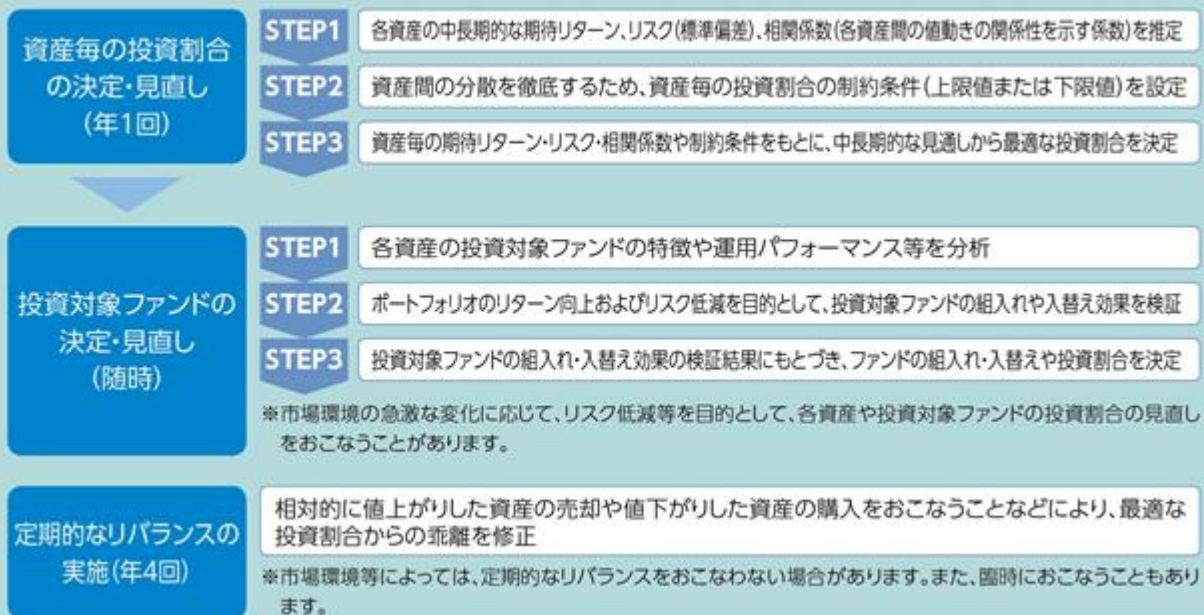 資産毎の投資割合
の決定・見直し
(年1回)
STEP1
各資産の中長期的な期待リターン、リスク(標準偏差)、相関係数(各資産間の値動きの関係性を示す係数)を推定
STEP2
資産間の分散を徹底するため、資産毎の投資割合の制約条件(上限値または下限値)を設定
STEP3
資産毎の期待リターン・リスク・相関係数や制約条件をもとに、中長期的な見通しから最適な投資割合を決定
投資対象ファンドの
決定・見直し
(随時)
STEP1
各資産の投資対象ファンドの特徴や運用パフォーマンス等を分析
STEP2
ポートフォリオのリターン向上およびリスク低減を目的として、投資対象ファンドの組入れや入替え効果を検証
STEP3
投資対象ファンドの組入れ・入替え効果の検証結果にもとづき、ファンドの組入れ・入替えや投資割合を決定
※市場環境の急激な変化に応じて、リスク低減等を目的として、各資産や投資対象ファンドの投資割合の見直し
をおこなうことがあります。
定期的なリバランスの
実施(年4回)
相対的に値上がりした資産の売却や値下がりした資産の購入をおこなうことなどにより、最適な
投資割合からの乖離を修正
※市場環境等によっては、定期的なリバランスをおこなわない場合があります。また、臨時におこなうこともあり
ます。